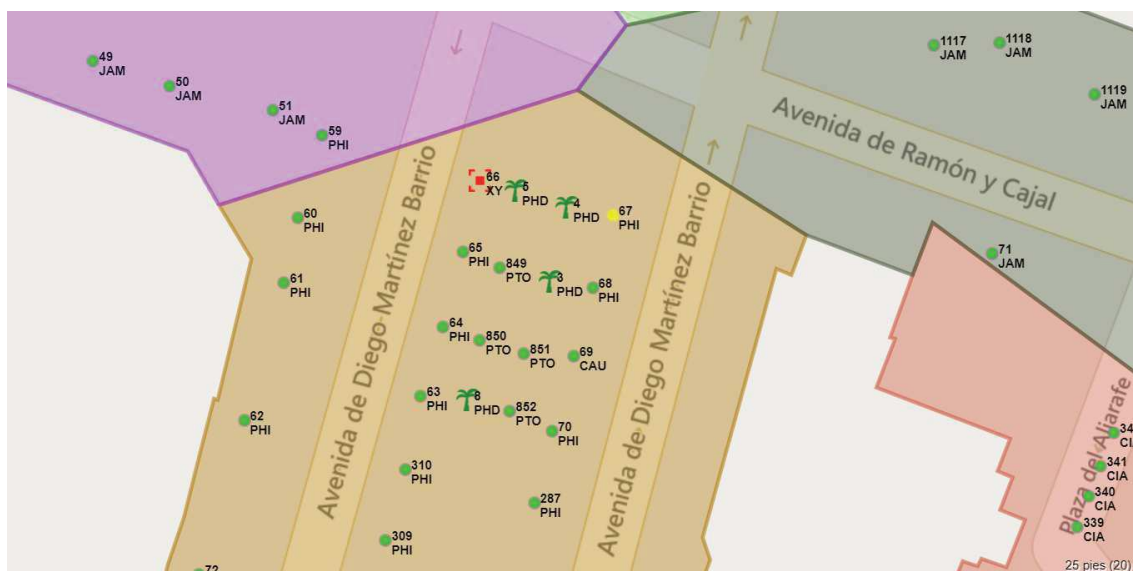 49
JAM
50
JAM
51
JAM
59
PHI
1117
JAM
1118
JAM
1119
JAM
Avenida de Ramón y Cajal
66
XY
5
PHD
4
PHD
67
PHI
60
PHI
65
PHI
849
PTO
3
PHD
68
PHI
71
JAM
61
PHI
64
PHI
850
PTO
851
PTO
69
CAU
Avenida de Diego Martínez Barrio
Avenida de Diego Martínez Barrio
63
PHI
8
PHD
852
PTO
70
PHI
62
PHI
310
PHI
287
PHI
309
PHI
72
Plaza del Aljarafe
341
CIA
340
CIA
339
CIA
25 pies (20)